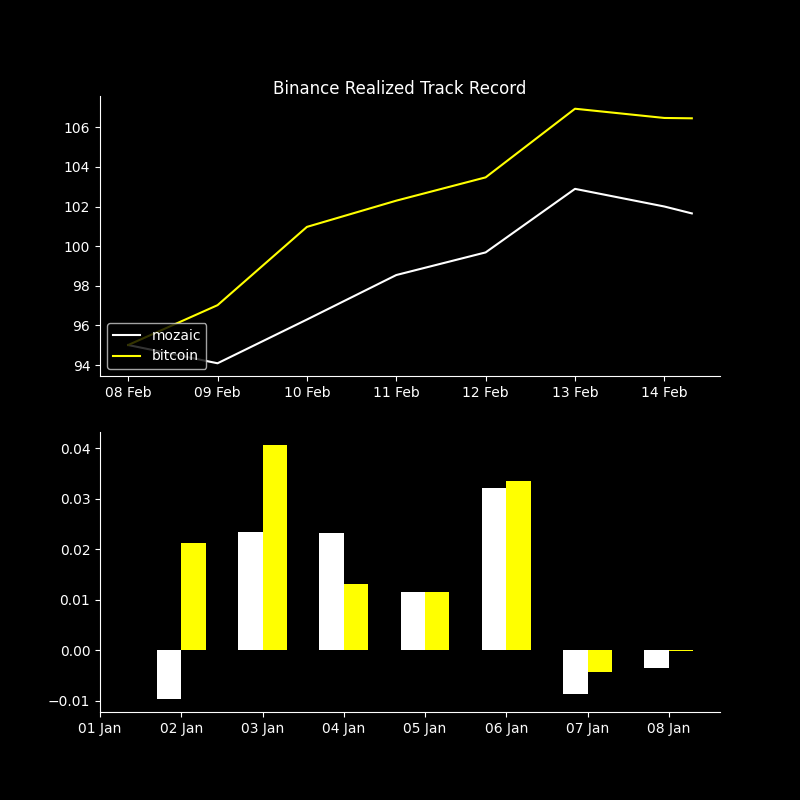 Binance Realized Track Record
106
104
102
100
98
96
94
mozaic
bitcoin
08 Feb 09 Feb 10 Feb 11 Feb 12 Feb 13 Feb 14 Feb
0.04
0.03
0.02
0.01
0.00
−0.01
01 Jan 02 Jan 03 Jan 04 Jan 05 Jan 06 Jan 07 Jan 08 Jan